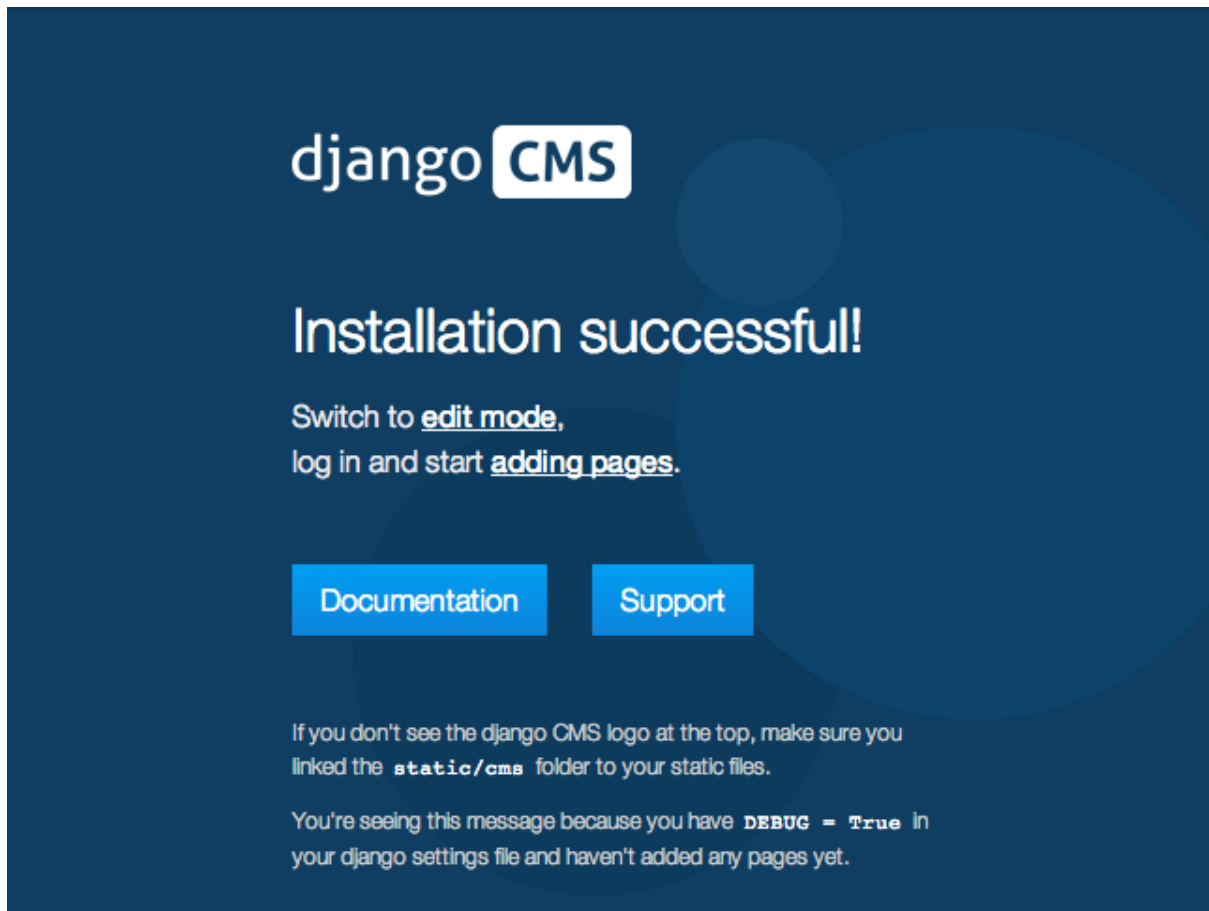 django CMS
Installation successful!
Switch to edit mode,
log in and start adding pages.
Documentation
Support
If you don't see the django CMS logo at the top, make sure you
linked the static/cms folder to your static files.
You're seeing this message because you have DEBUG = True in
your django settings file and haven't added any pages yet.